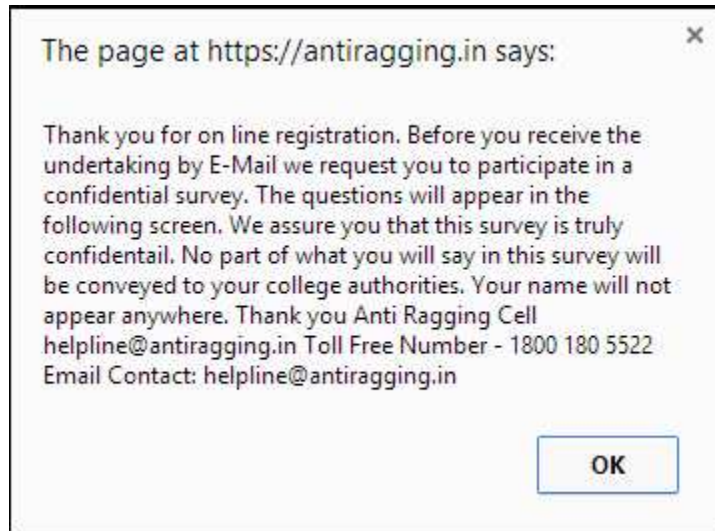 The page at https://antiragging.in says:
Thank you for on line registration. Before you receive the
undertaking by E-Mail we request you to participate in a
confidential survey. The questions will appear in the
following screen. We assure you that this survey is truly
confidentail. No part of what you will say in this survey will
be conveyed to your college authorities. Your name will not
appear anywhere. Thank you Anti Ragging Cell
helpline@antiragging.in Toll Free Number - 1800 180 5522
Email Contact: helpline@antiragging.in
OK